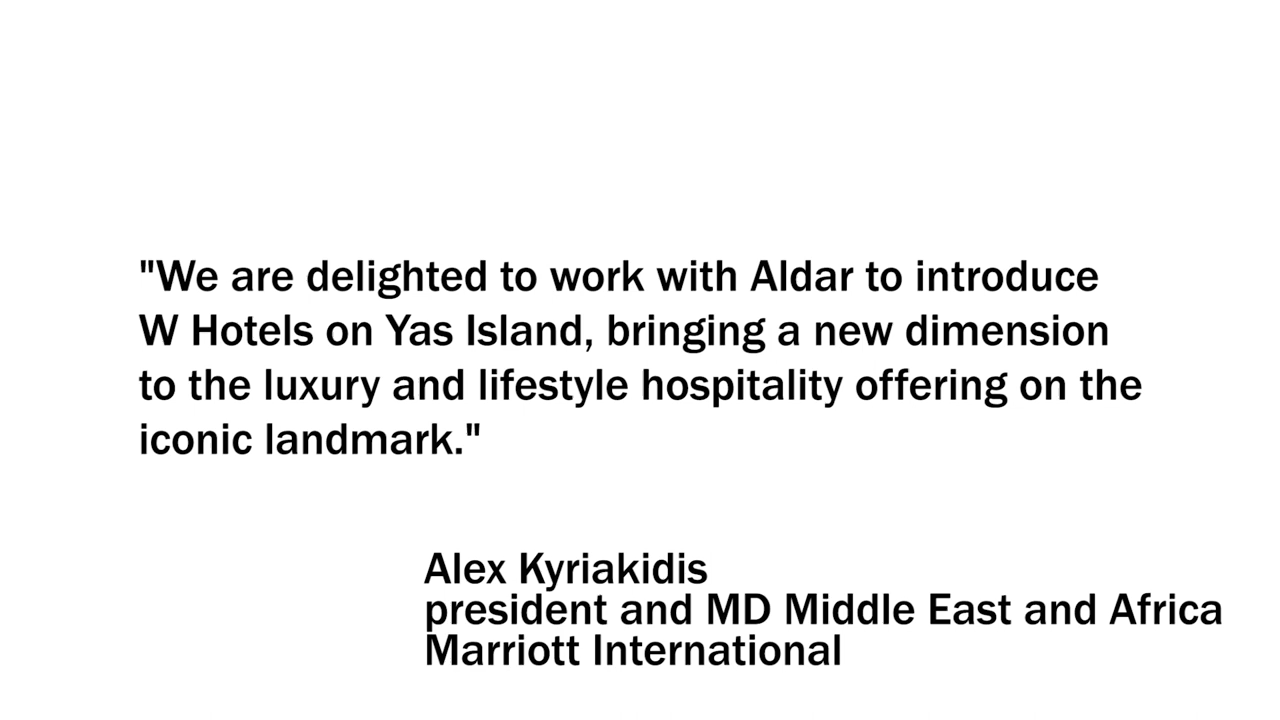 "We are delighted to work with Aldar to introduce
W Hotels on Yas Island, bringing a new dimension
to the luxury and lifestyle hospitality offering on the
iconic landmark."
Alex Kyriakidis
president and MD Middle East and Africa
Marriott International